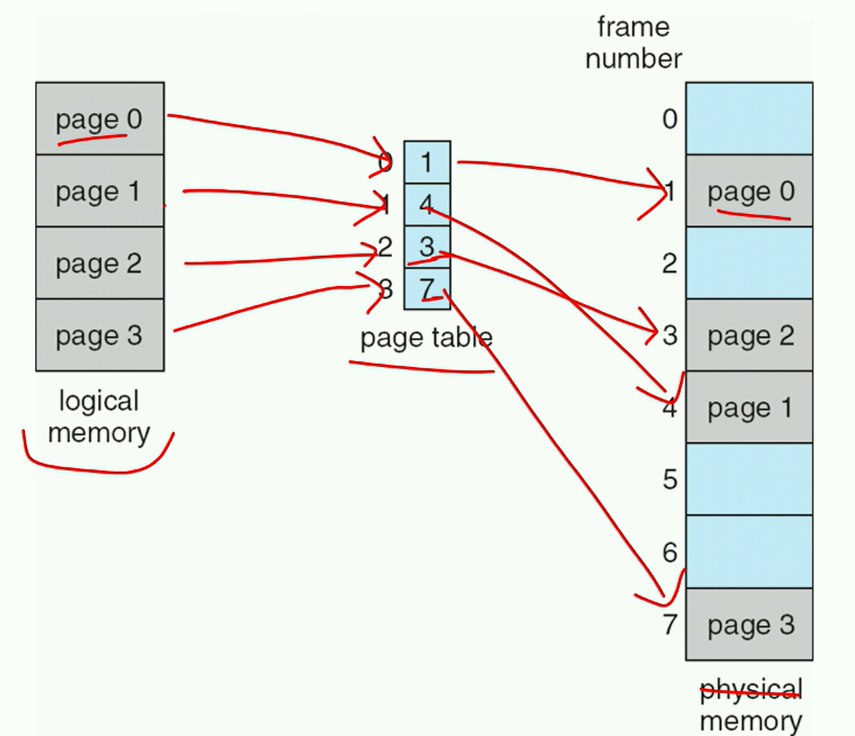 frame
number
page 0
page 1
page 2
page 3
logical
memory
0 1
1 4
2 3
3 7
page table
0
1 page 0
2
3 page 2
4 page 1
5
6
7 page 3
physical
memory